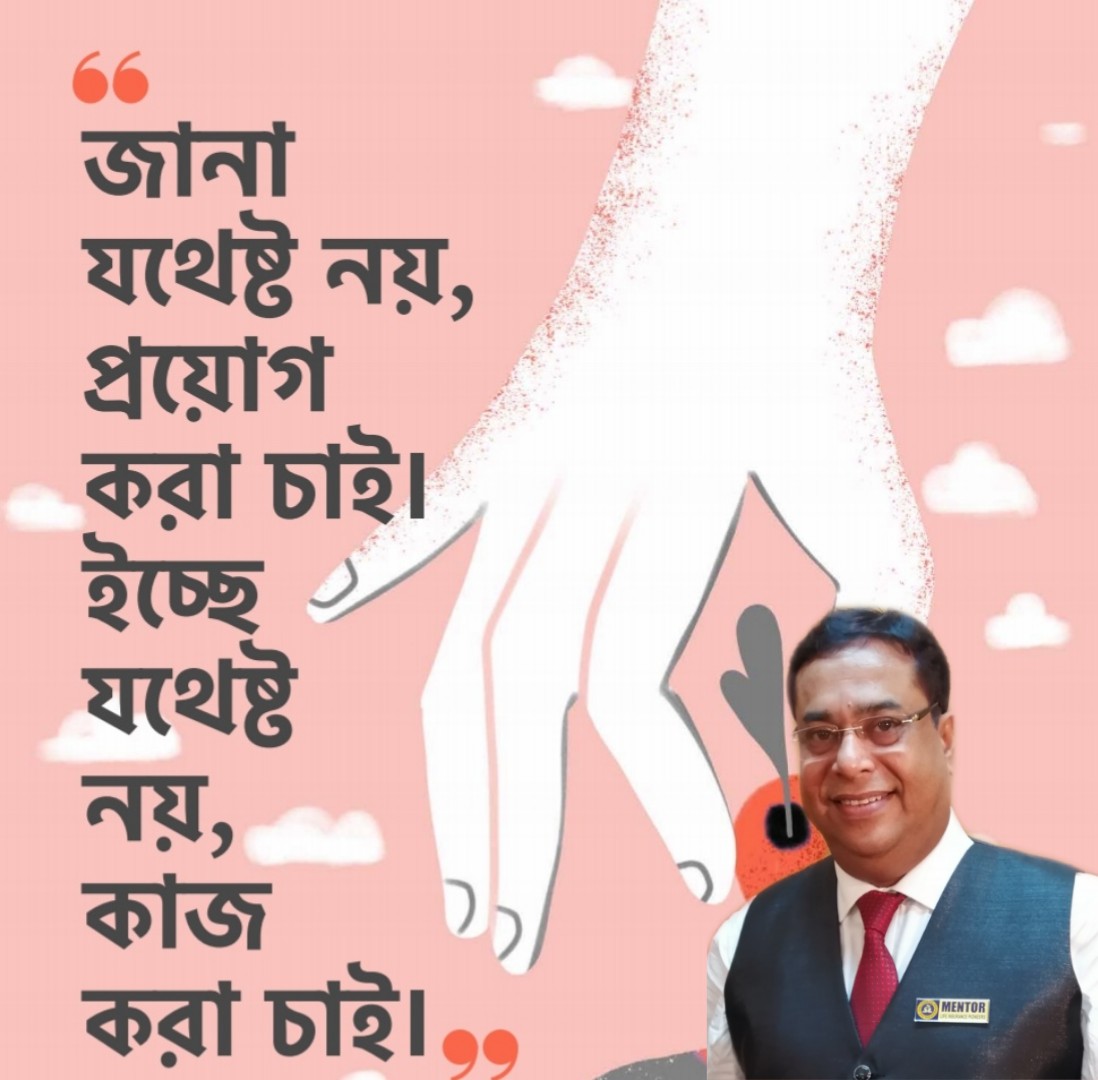 “
জানা
যথেষ্ট নয়,
প্রয়োগ
করা চাই।
ইচ্ছে
যথেষ্ট
নয়,
কাজ
করা চাই।”
MENTOR